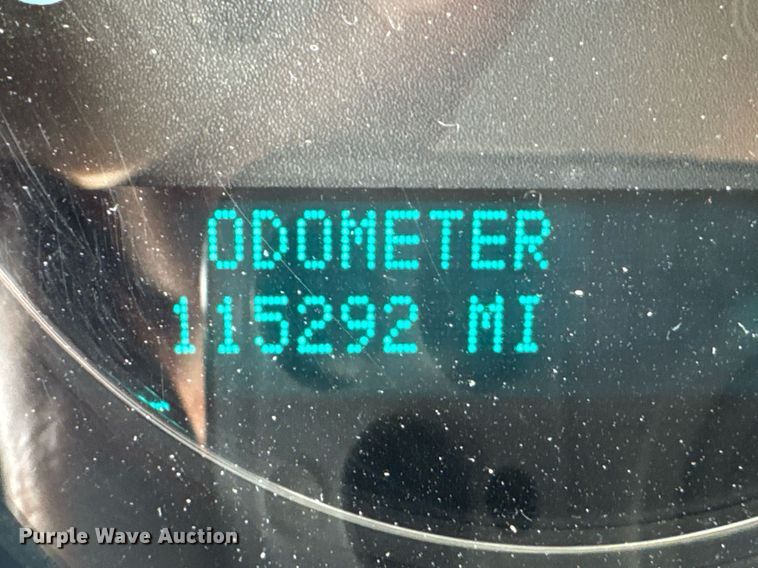 ODOMETER
115292 MI
Purple Wave Auction